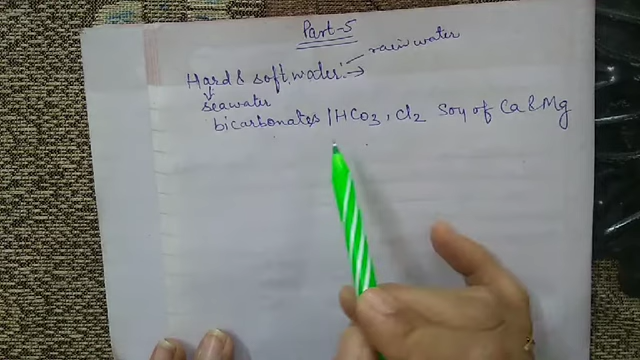 Part-5
rain water
Hard & soft water:→
seawater
bicarbonates /HCO3, Cl2 SO4 of Ca & Mg